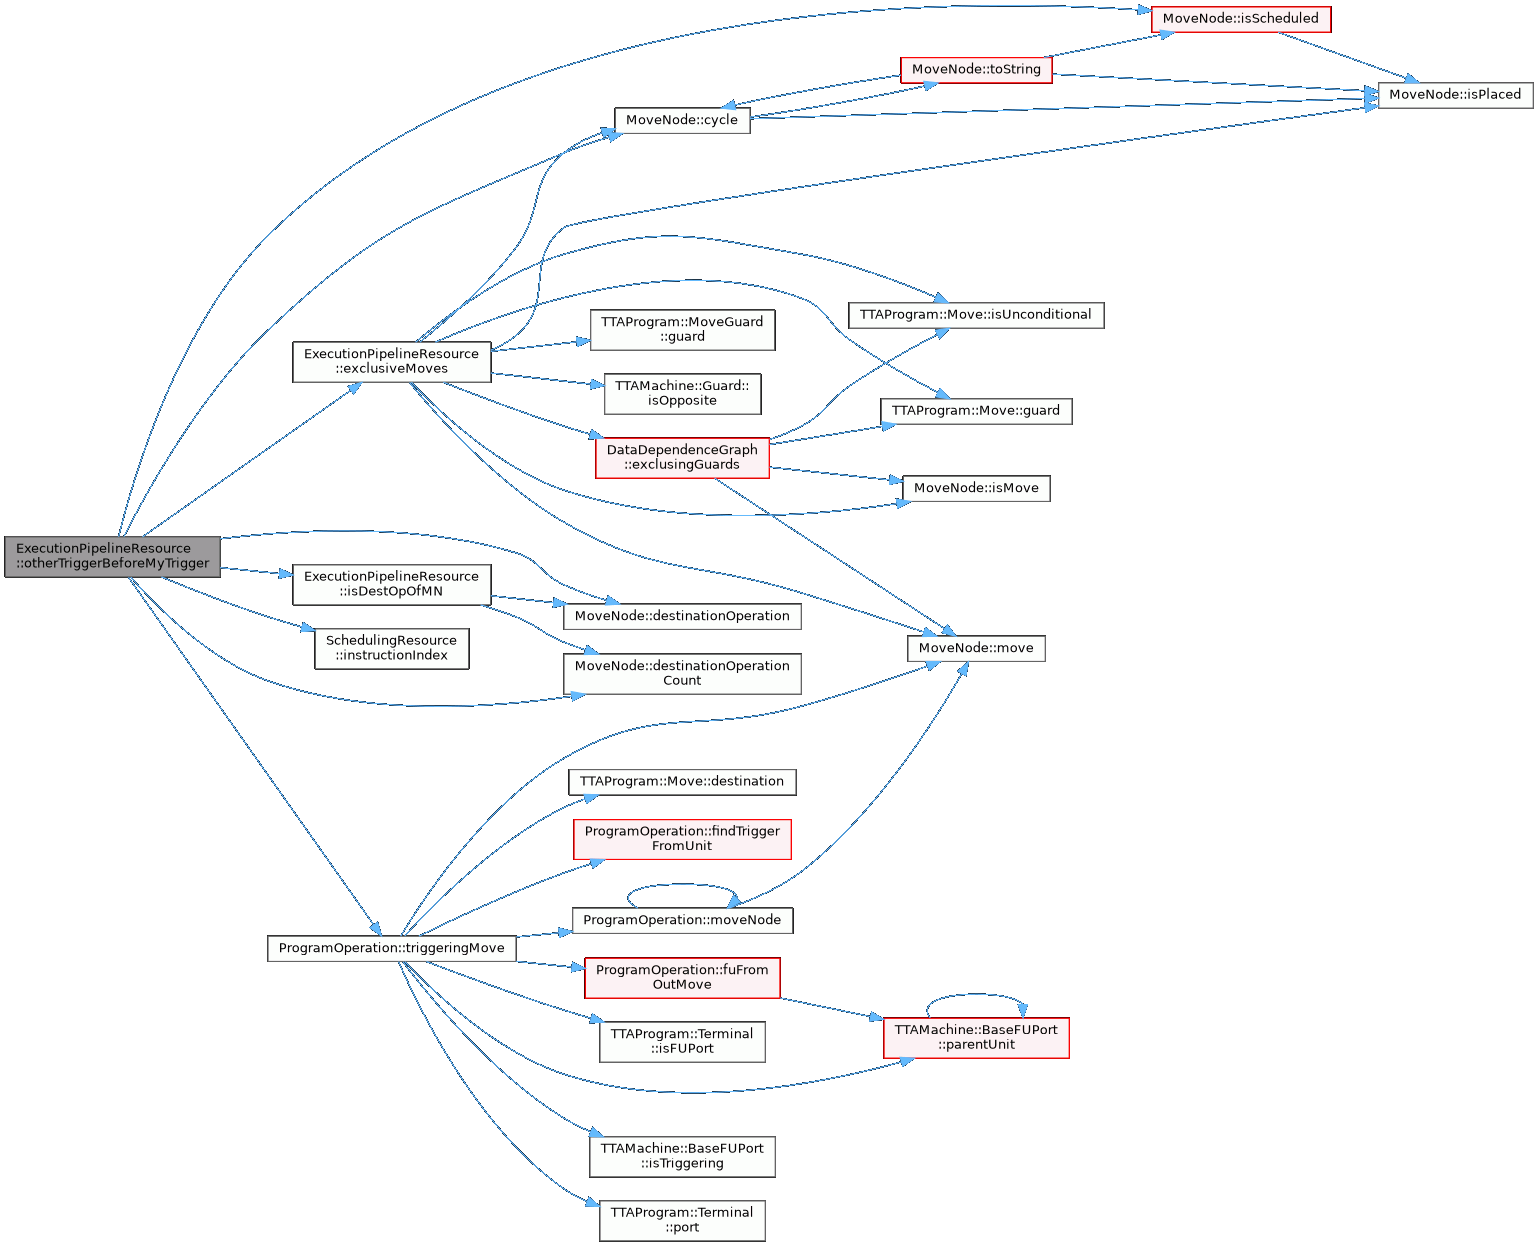 MoveNode::isScheduled
MoveNode::toString
MoveNode::isPlaced
MoveNode::cycle
TTAProgram::Move::isUnconditional
TTAProgram::MoveGuard
::guard
ExecutionPipelineResource
::exclusiveMoves
TTAMachine::Guard::
isOpposite
TTAProgram::Move::guard
DataDependenceGraph
::exclusingGuards
MoveNode::isMove
ExecutionPipelineResource
::otherTriggerBeforeMyTrigger
ExecutionPipelineResource
::isDestOpOfMN
MoveNode::destinationOperation
SchedulingResource
::instructionIndex
MoveNode::move
MoveNode::destinationOperation
Count
TTAProgram::Move::destination
ProgramOperation::findTrigger
FromUnit
ProgramOperation::moveNode
ProgramOperation::triggeringMove
ProgramOperation::fuFrom
OutMove
TTAProgram::Terminal
::isFUPort
TTAMachine::BaseFUPort
::parentUnit
TTAMachine::BaseFUPort
::isTriggering
TTAProgram::Terminal
::port